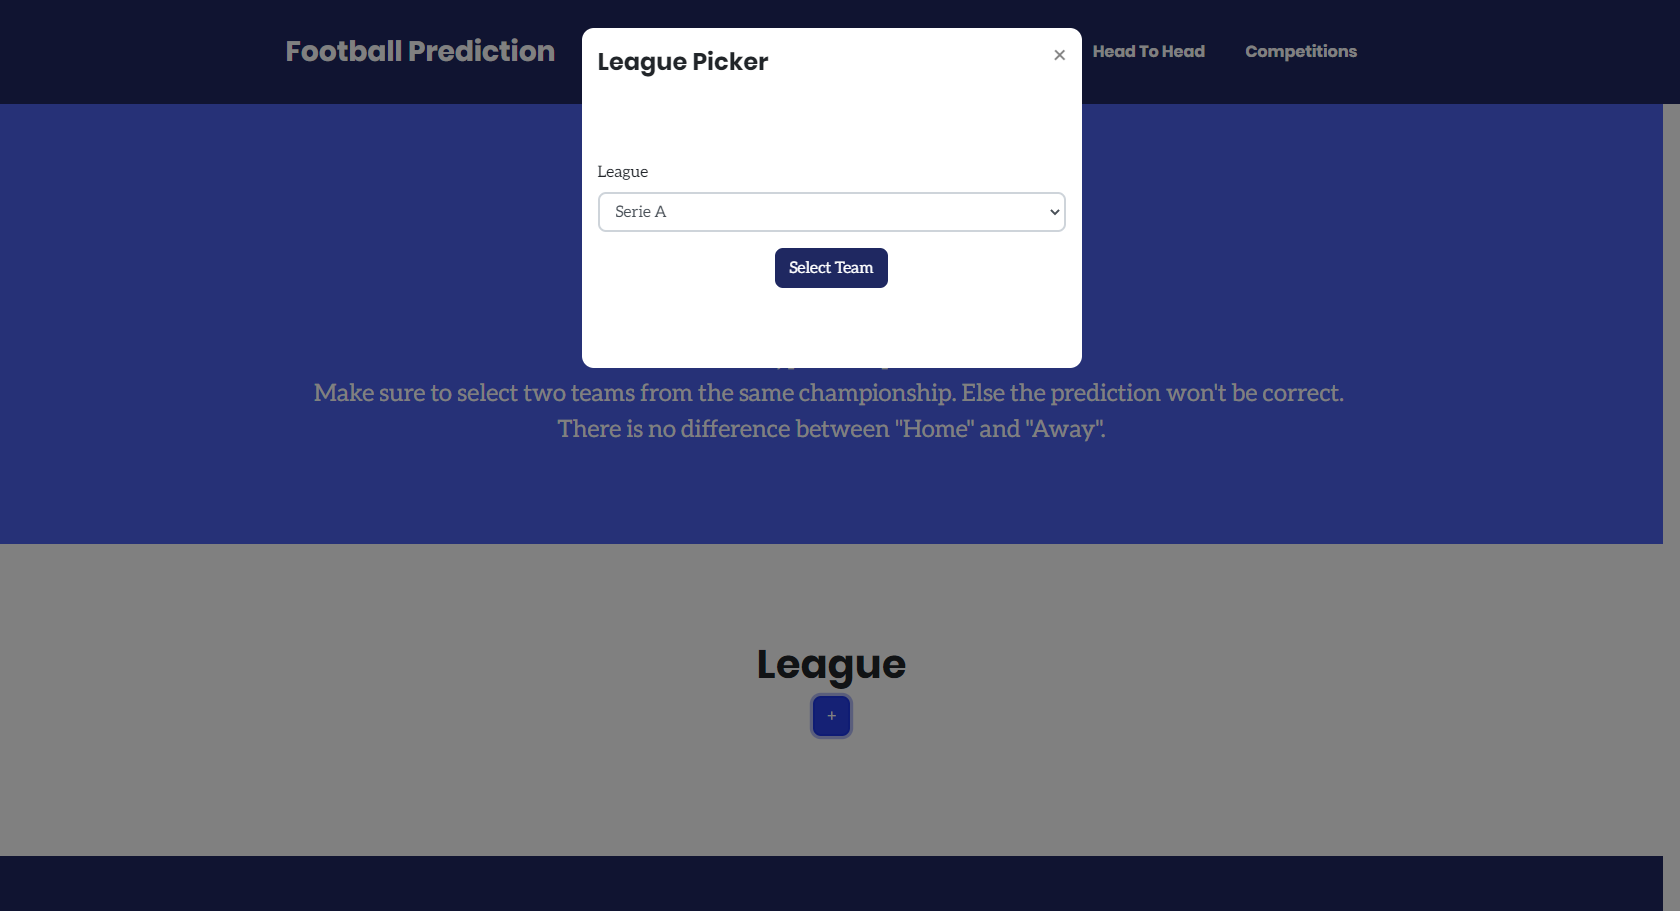 Football Prediction
Head To Head
Competitions
League Picker
×
League
Serie A
Select Team
Make sure to select two teams from the same championship. Else the prediction won't be correct.
There is no difference between "Home" and "Away".
League
+